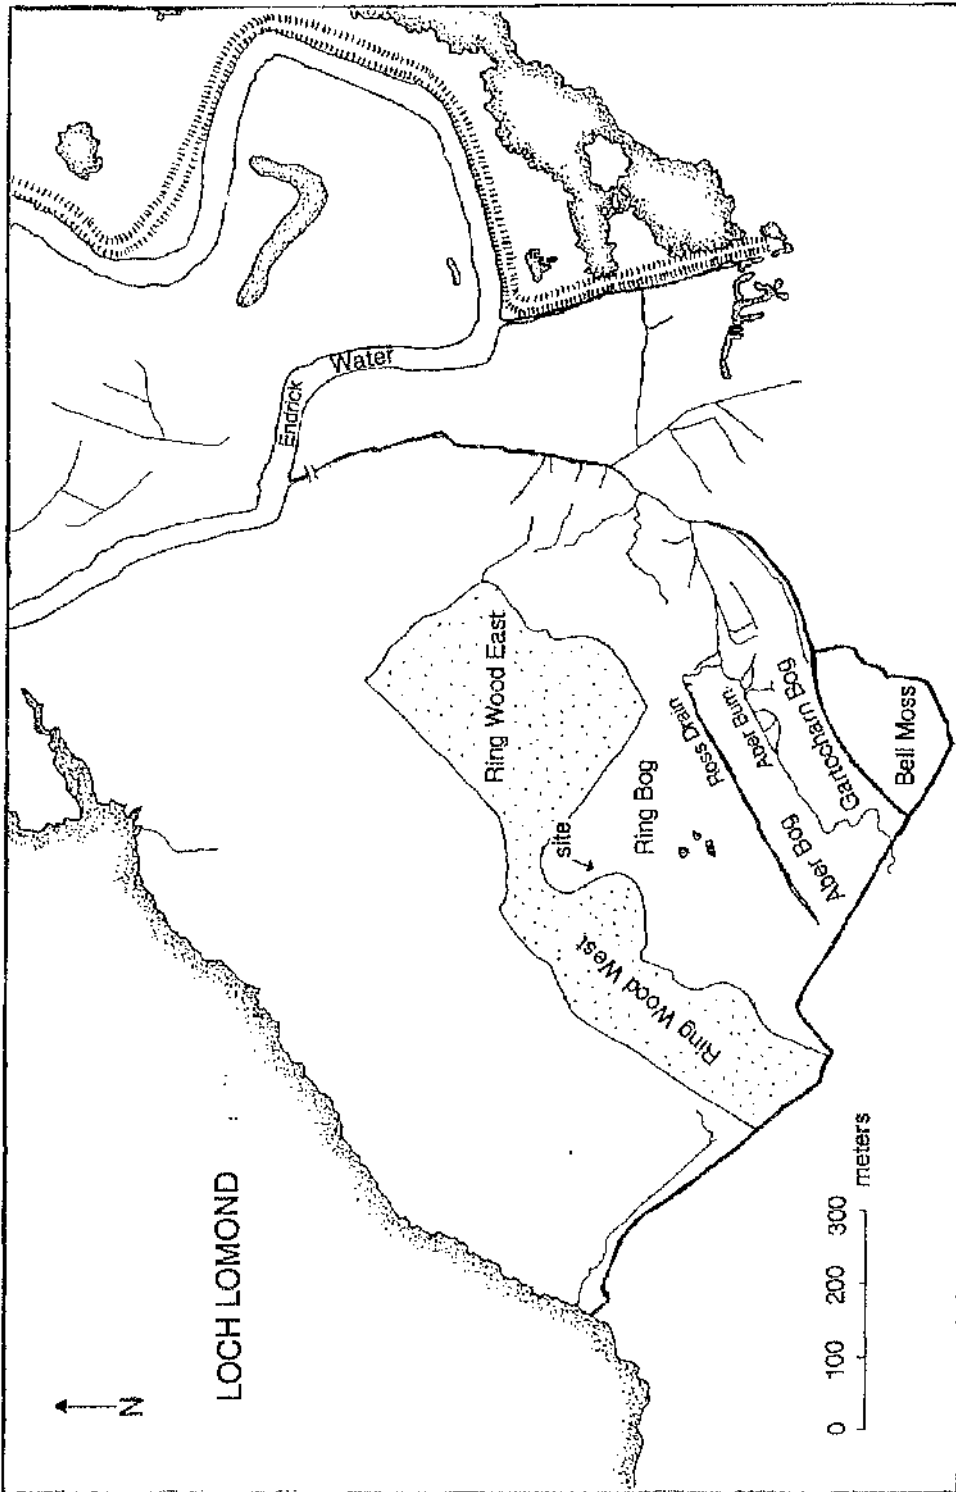 LOCH LOMOND
N
Endrick
Water
Ring Wood East
site
Ring Bog
Ring Wood West
Ross Drain
Aber Burn
Aber Bog
Gartocharn Bog
Bell Moss
0 100 200 300
meters